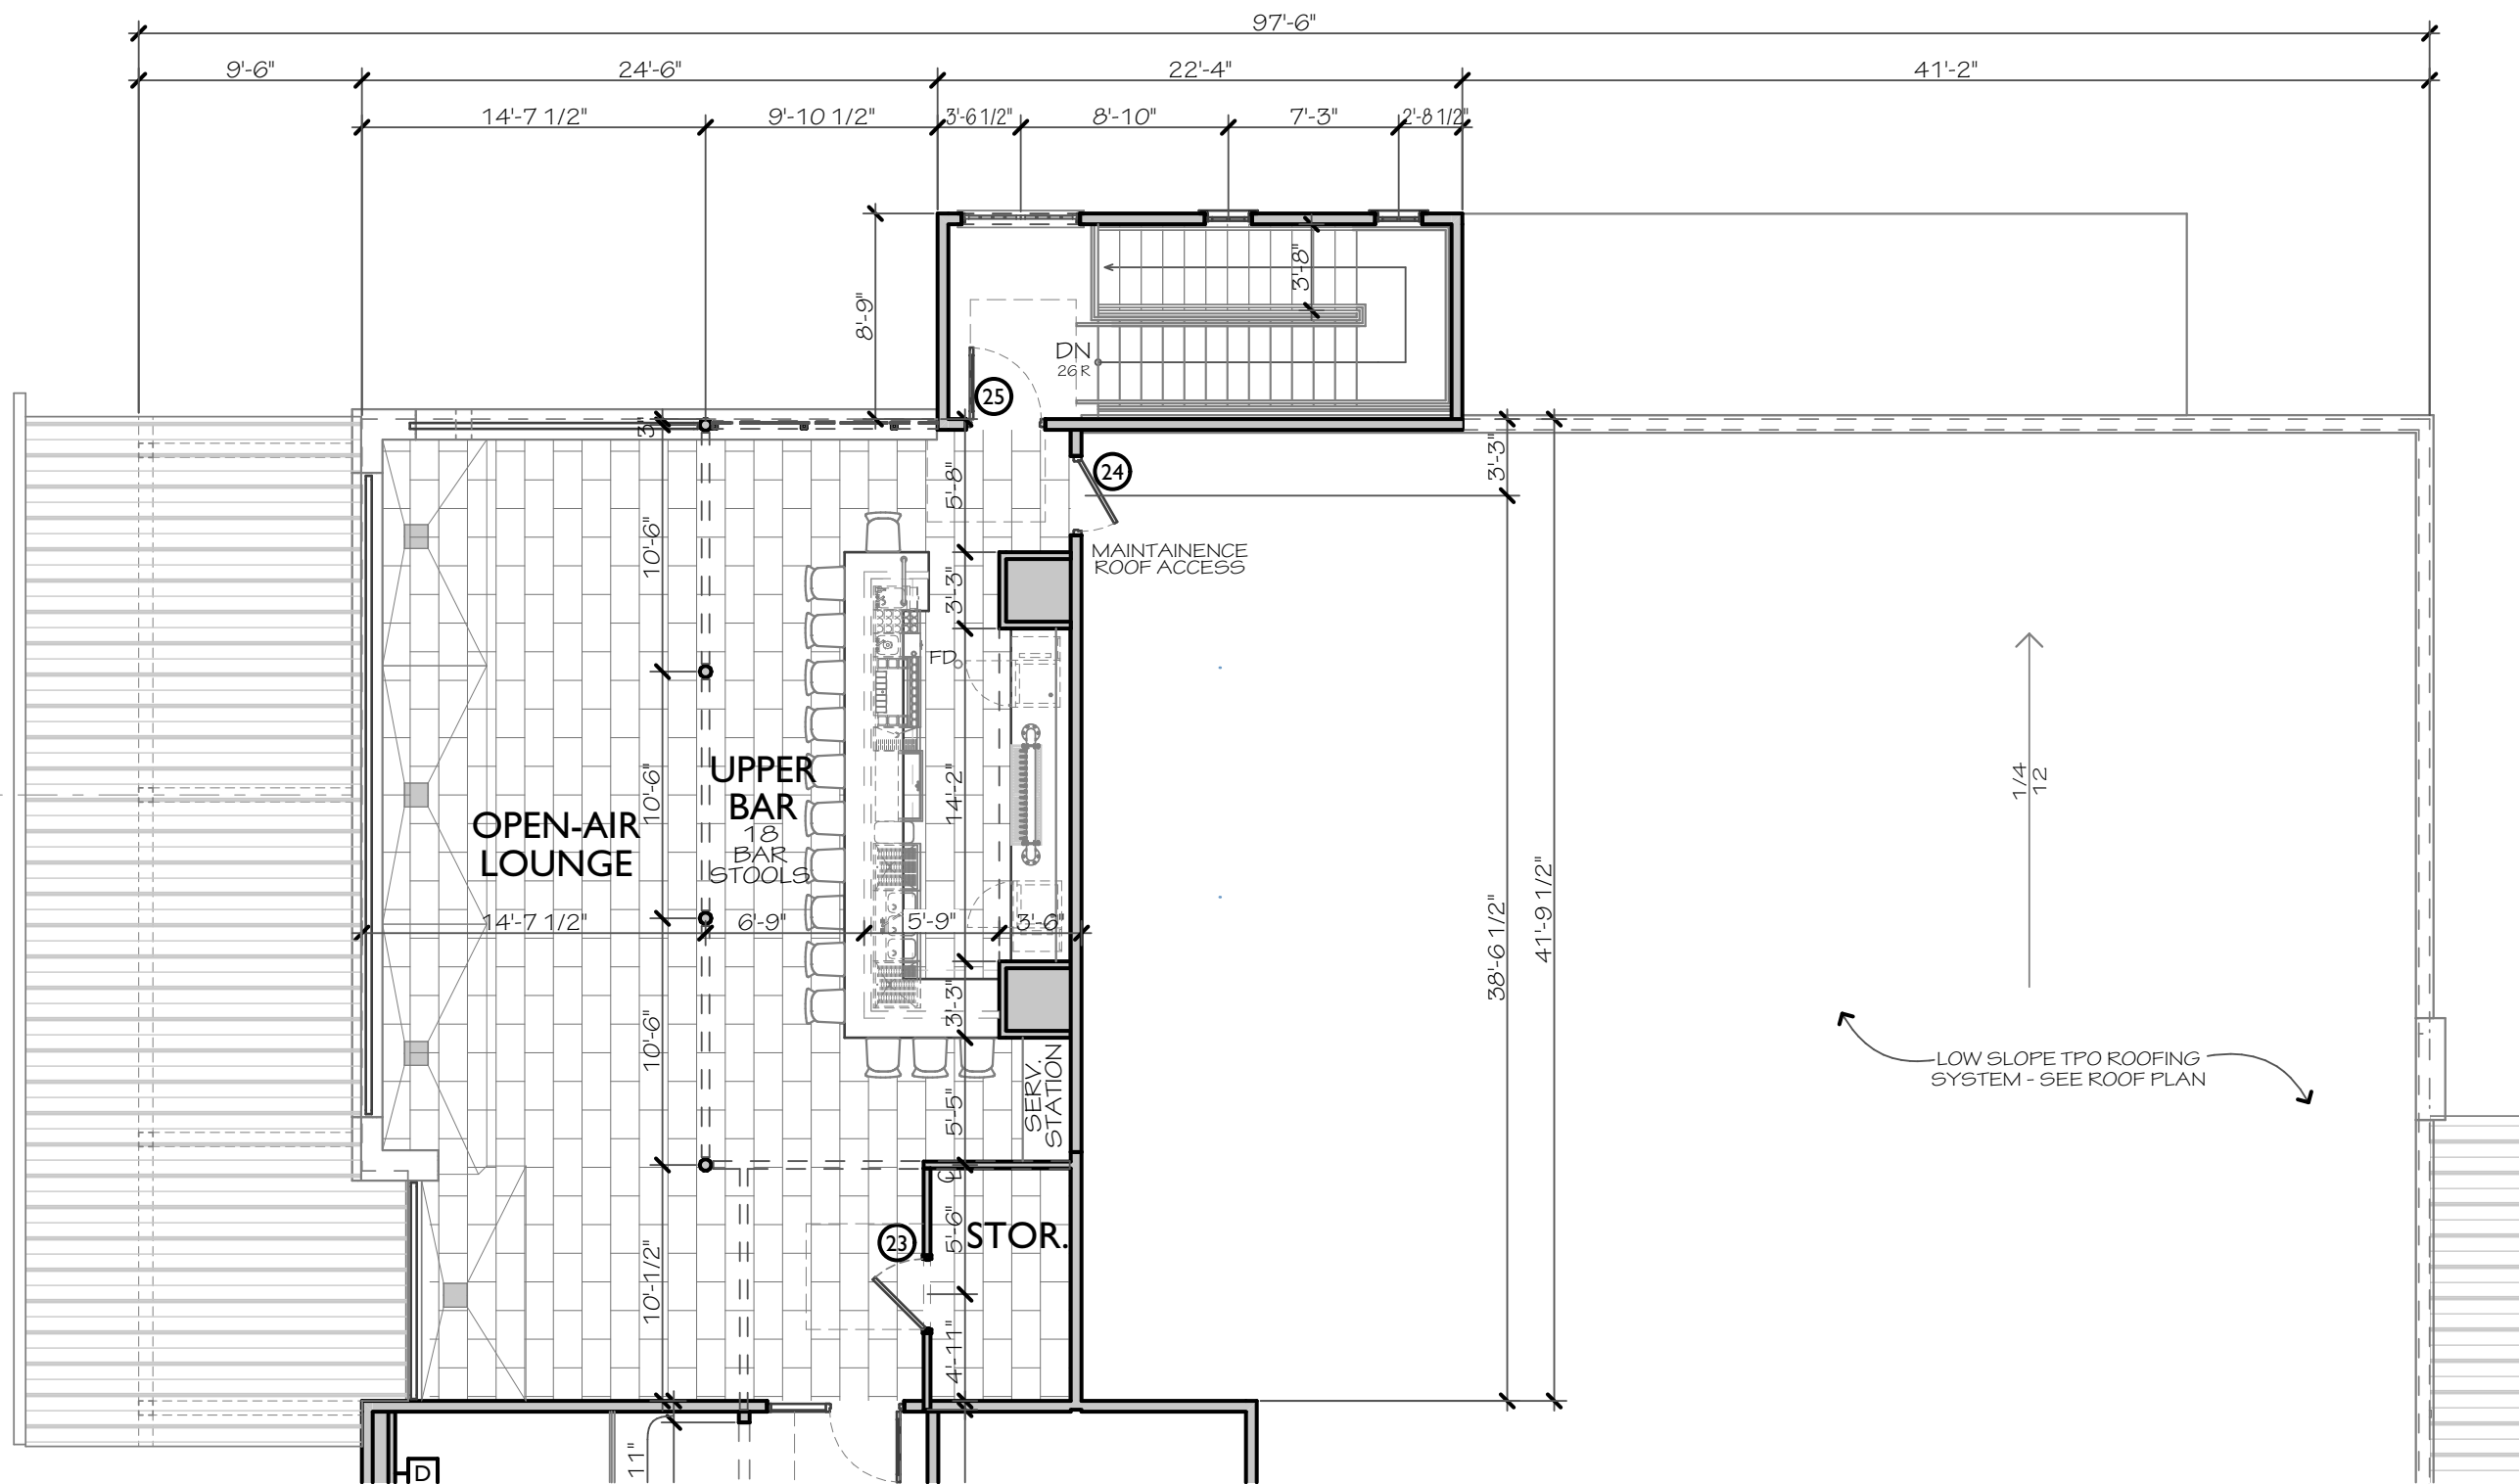 97'-6"
9'-6"
24'-6"
22'-4"
41'-2"
14'-7 1/2"
9'-10 1/2"
3'-6 1/2"
8'-10"
7'-3"
2'-8 1/2"
8'-9"
3'-8"
DN
26 R
25
3"
24
3'-3"
5'-8"
10'-6"
MAINTAINENCE
ROOF ACCESS
3'-3"
FD
UPPER
BAR
18
BAR
STOOLS
10'-6"
14'-2"
OPEN-AIR
LOUNGE
1/4
12
14'-7 1/2"
6'-9"
5'-9"
3'-6"
38'-6 1/2"
41'-9 1/2"
3'-3"
10'-6"
SERV.
STATION
LOW SLOPE TPO ROOFING
SYSTEM - SEE ROOF PLAN
5'-5"
23
5'-6"
STOR.
10'-1/2"
4'-11"
11"
D